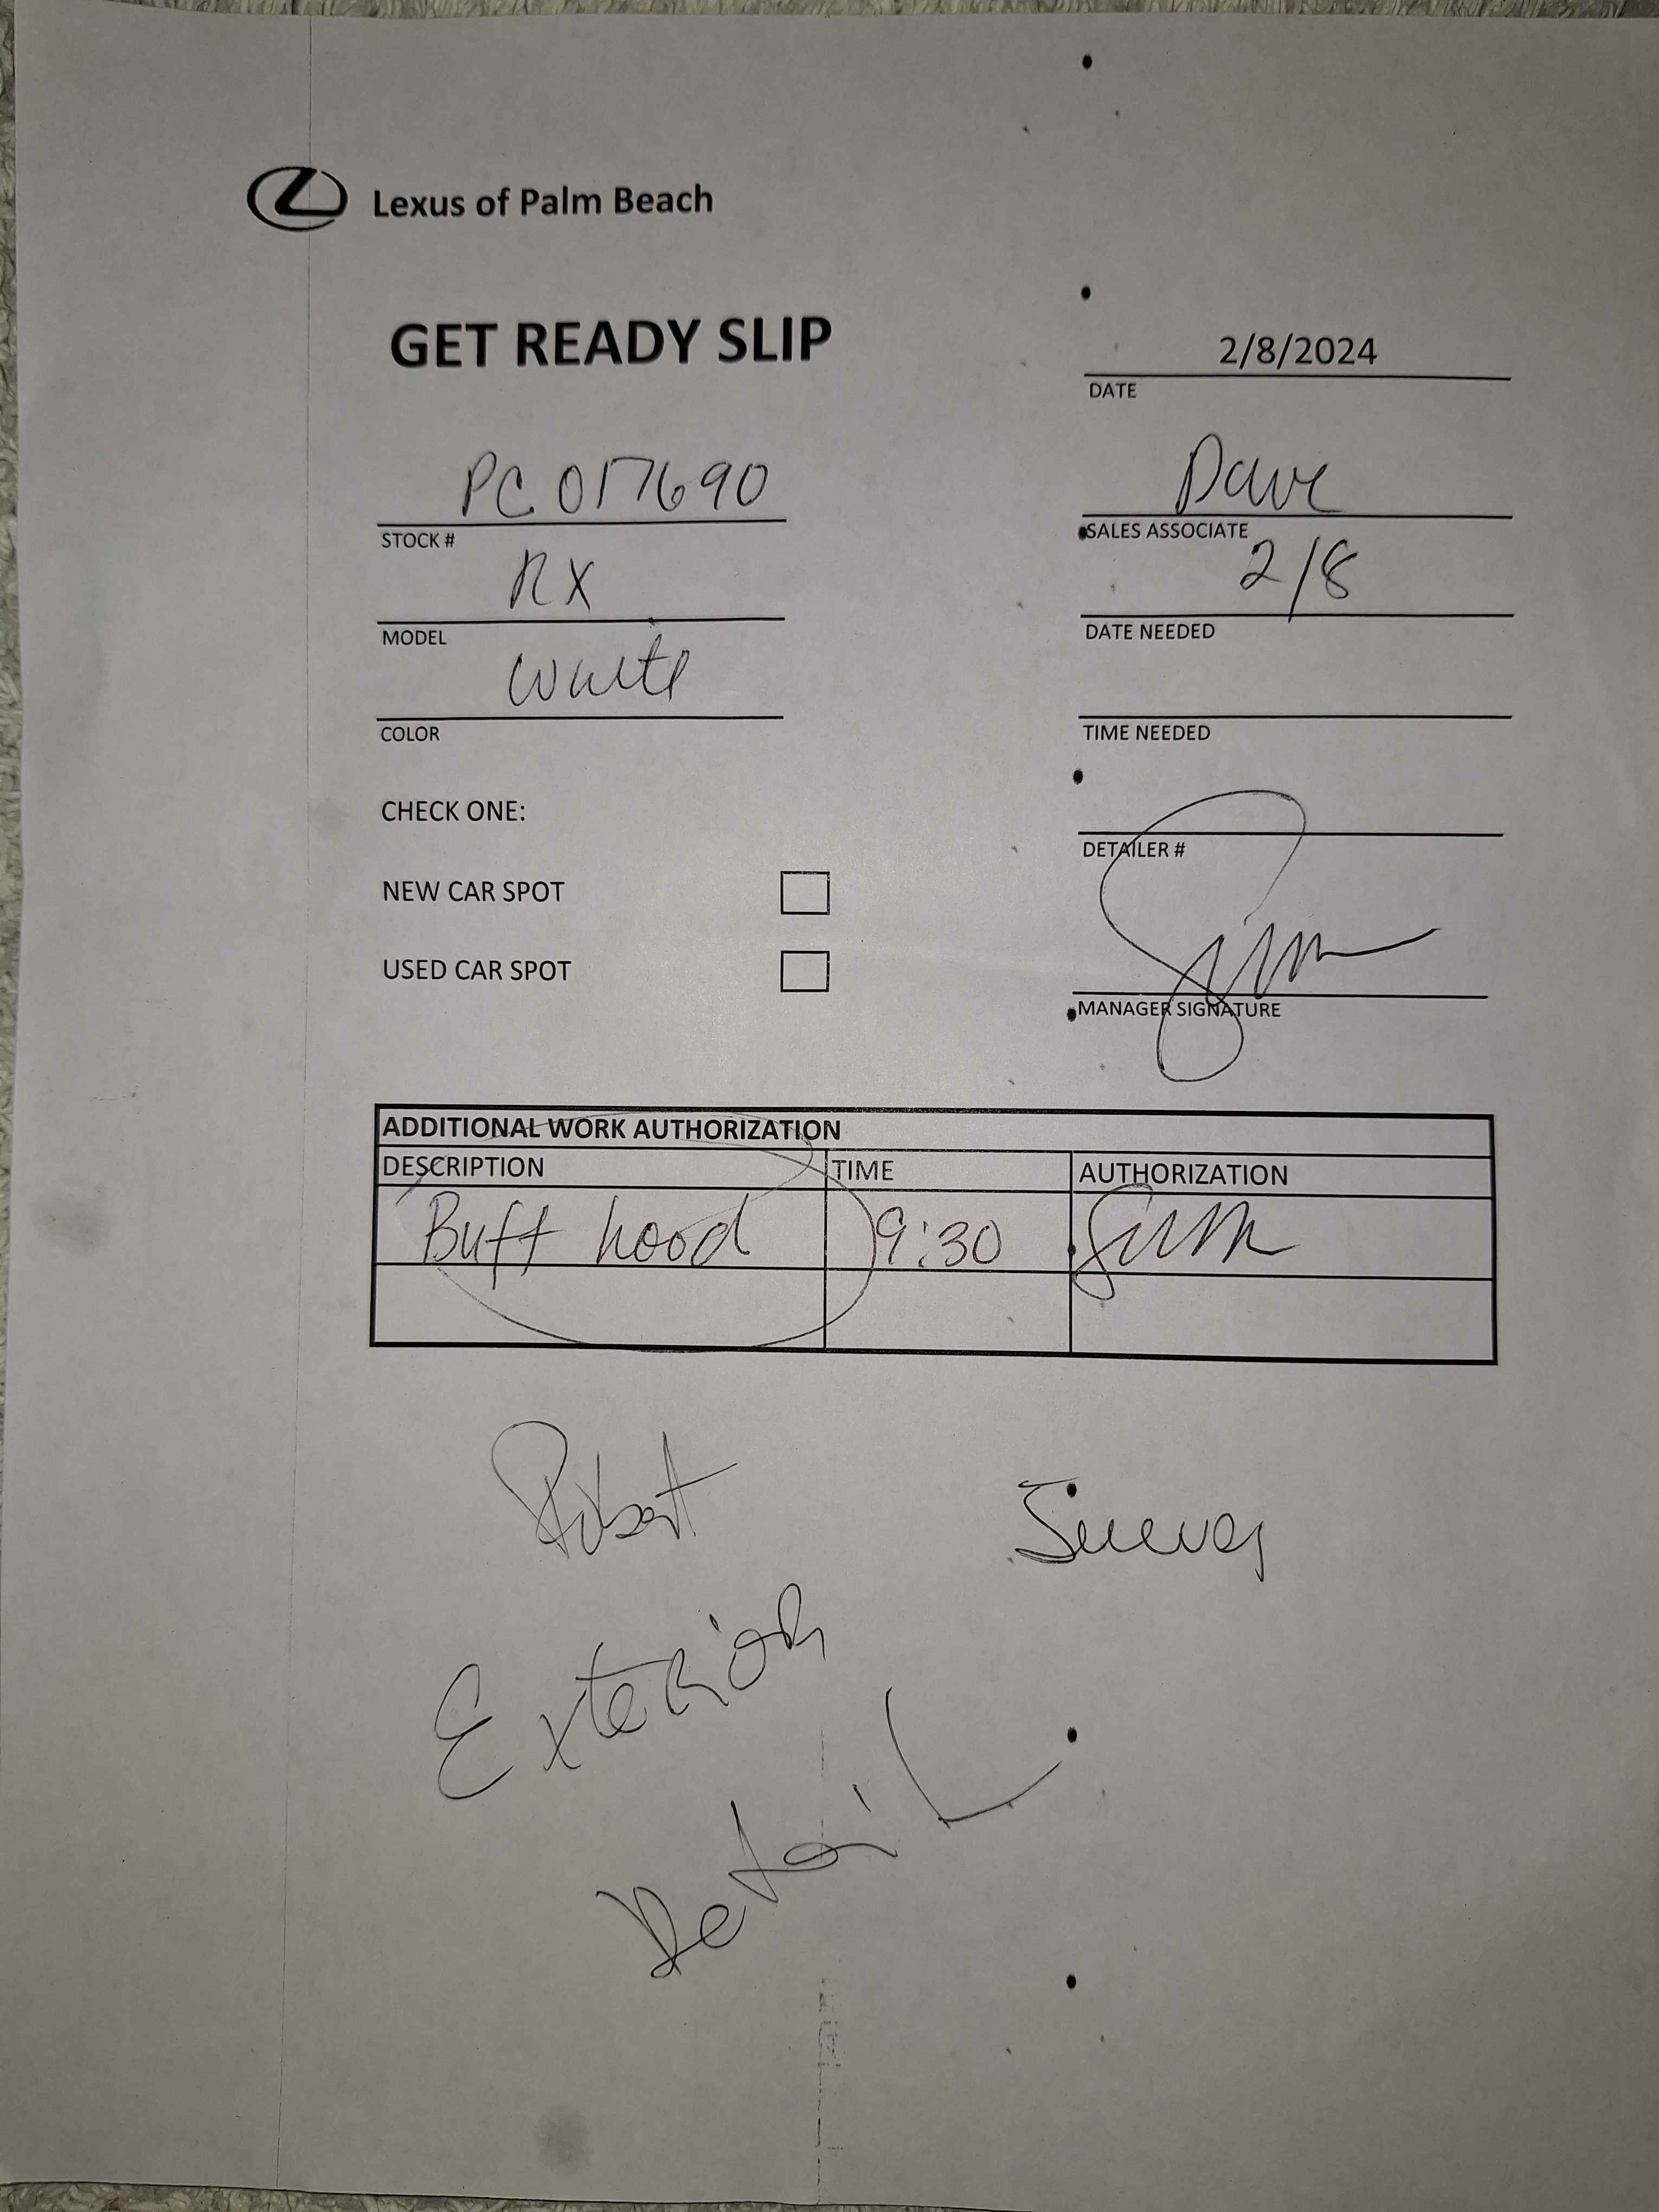 Lexus of Palm Beach
GET READY SLIP
2/8/2024
DATE
PC017690
STOCK #
Dave
SALES ASSOCIATE
RX
MODEL
2/8
DATE NEEDED
White
COLOR
TIME NEEDED
CHECK ONE:
DETAILER #
NEW CAR SPOT
USED CAR SPOT
MANAGER SIGNATURE
ADDITIONAL WORK AUTHORIZATION
DESCRIPTION TIME AUTHORIZATION
Buff hood 9:30
Robert
Exterior
Detail